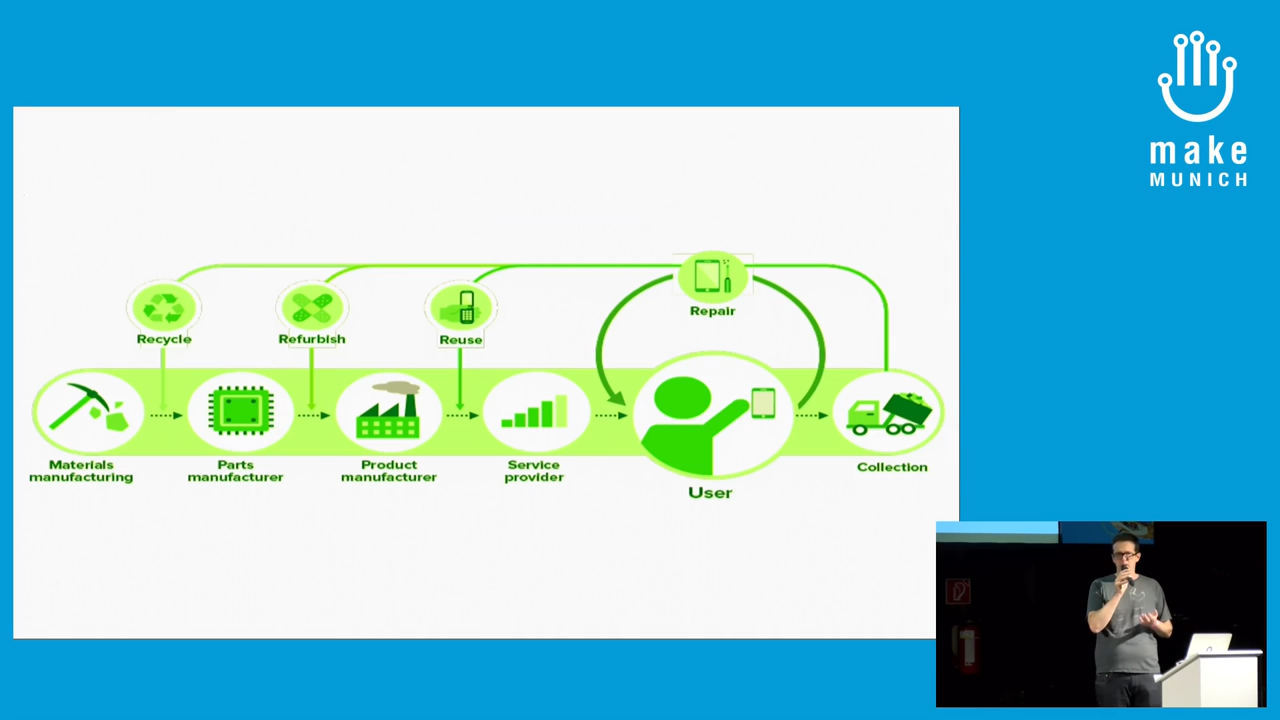 make
MUNICH
Repair
Recycle
Refurbish
Reuse
Materials
manufacturing
Parts
manufacturer
Product
manufacturer
Service
provider
User
Collection